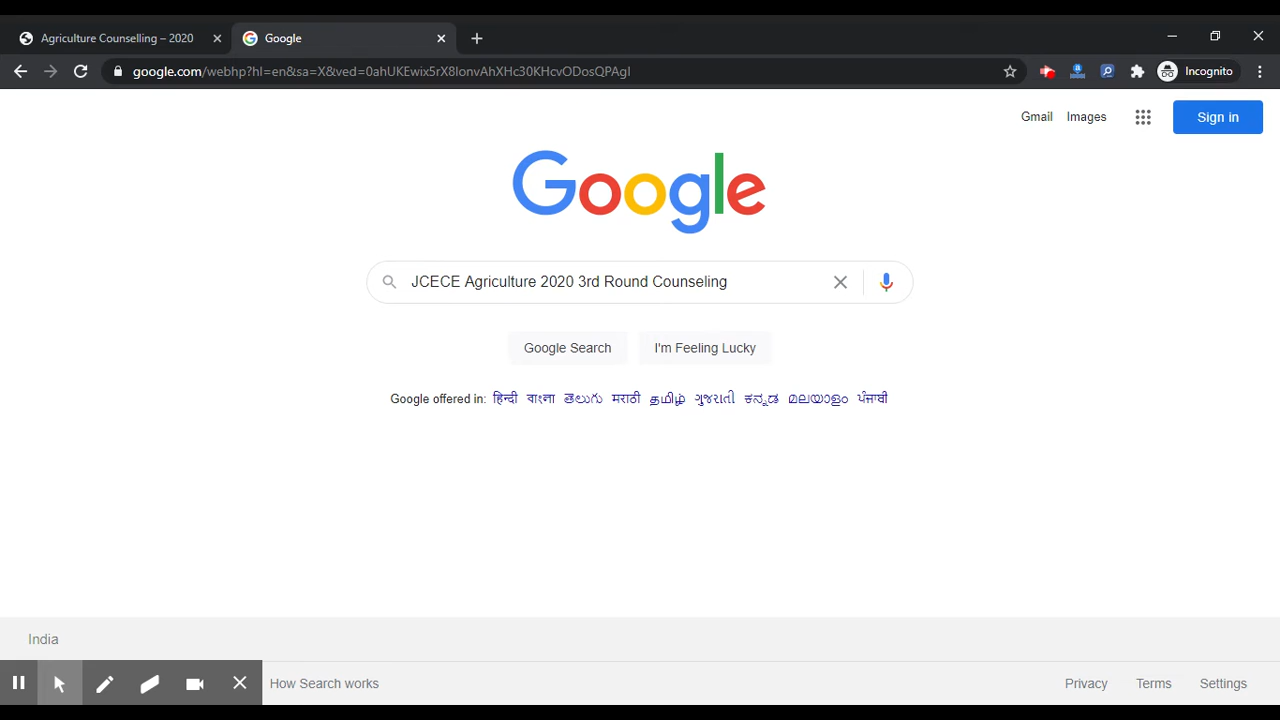 Agriculture Counselling – 2020
Google
google.com/webhp?hl=en&sa=X&ved=0ahUKEwix5rX8lonvAhXHc30KHcvODosQPAgI
Incognito
Gmail Images Sign in
Google
JCECE Agriculture 2020 3rd Round Counseling
Google Search I'm Feeling Lucky
Google offered in: हिन्दी বাংলা తెలుగు मराठी தமிழ் ગુજરાતી ಕನ್ನಡ മലയാളം ਪੰਜਾਬੀ
India
How Search works Privacy Terms Settings